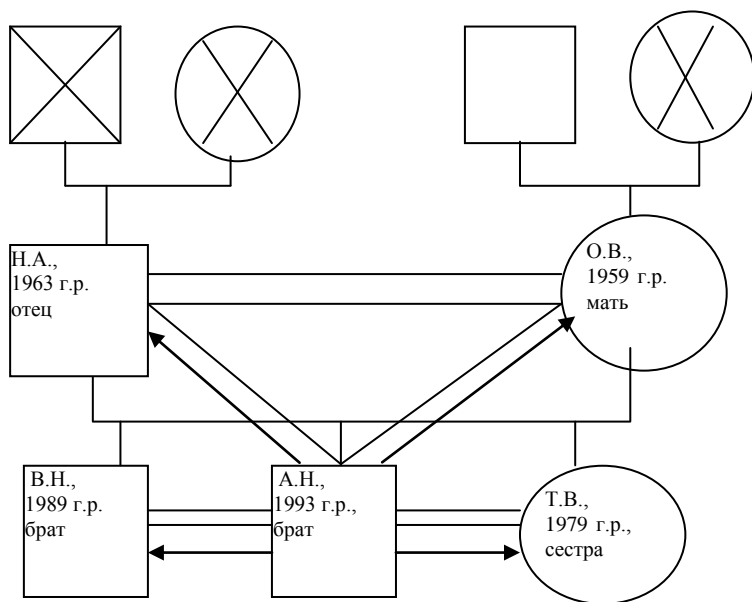 Н.А.,
1963 г.р.
отец
О.В.,
1959 г.р.
мать
В.Н.,
1989 г.р.
брат
А.Н.,
1993 г.р.,
брат
Т.В.,
1979 г.р.,
сестра